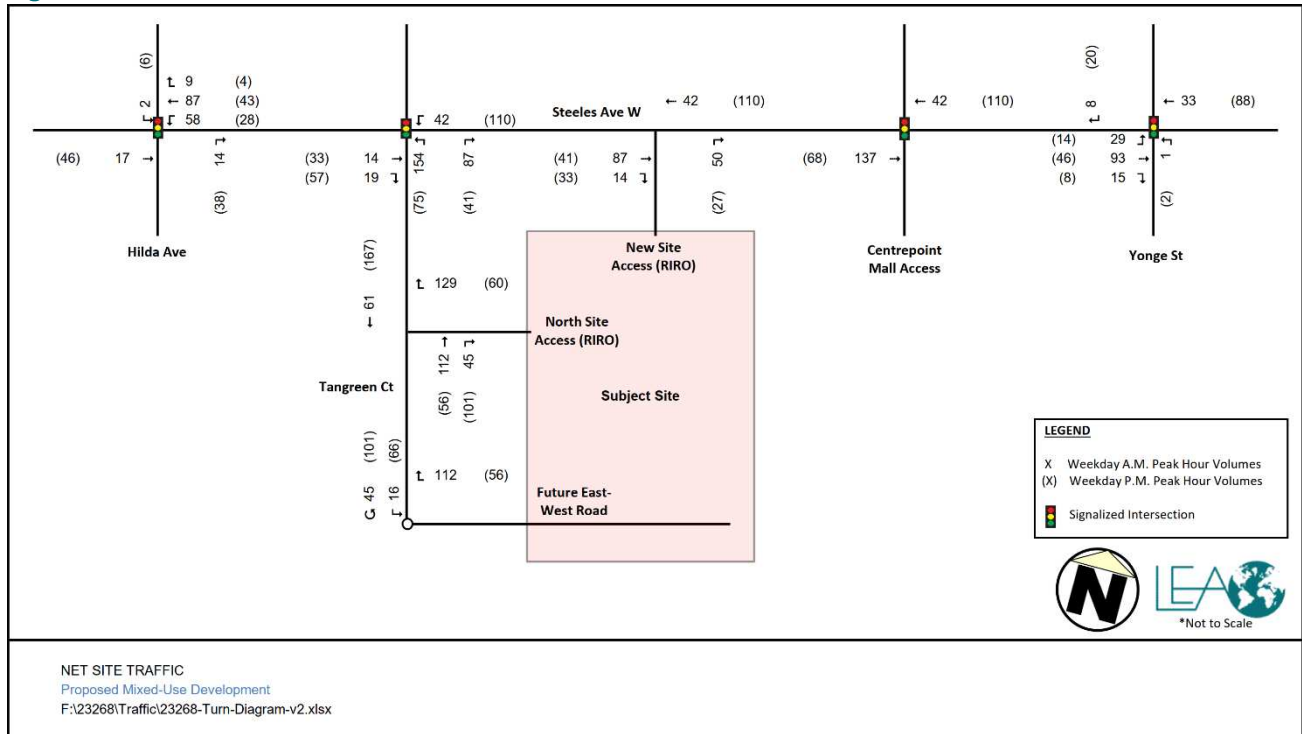 (6)
(20)
9 (4)
2
87 (43)
58 (28)
Steeles Ave W
42 (110)
42 (110)
42 (110)
8
33 (88)
(46) 17
14
(38)
(33) 14
(57) 19
154
(75)
87
(41)
(41) 87
(33) 14
50
(27)
(68) 137
(14) 29
(46) 93
(8) 15
1
(2)
Hilda Ave
New Site
Access (RIRO)
Centrepoint
Mall Access
Yonge St
(167)
61
129 (60)
North Site
Access (RIRO)
112
45
(56)
(101)
Tangreen Ct
Subject Site
(101)
(66)
45
16
112 (56)
Future East-
West Road
LEGEND
X Weekday A.M. Peak Hour Volumes
(X) Weekday P.M. Peak Hour Volumes
Signalized Intersection
N
LEA
*Not to Scale
NET SITE TRAFFIC
Proposed Mixed-Use Development
F:\23268\Traffic\23268-Turn-Diagram-v2.xlsx